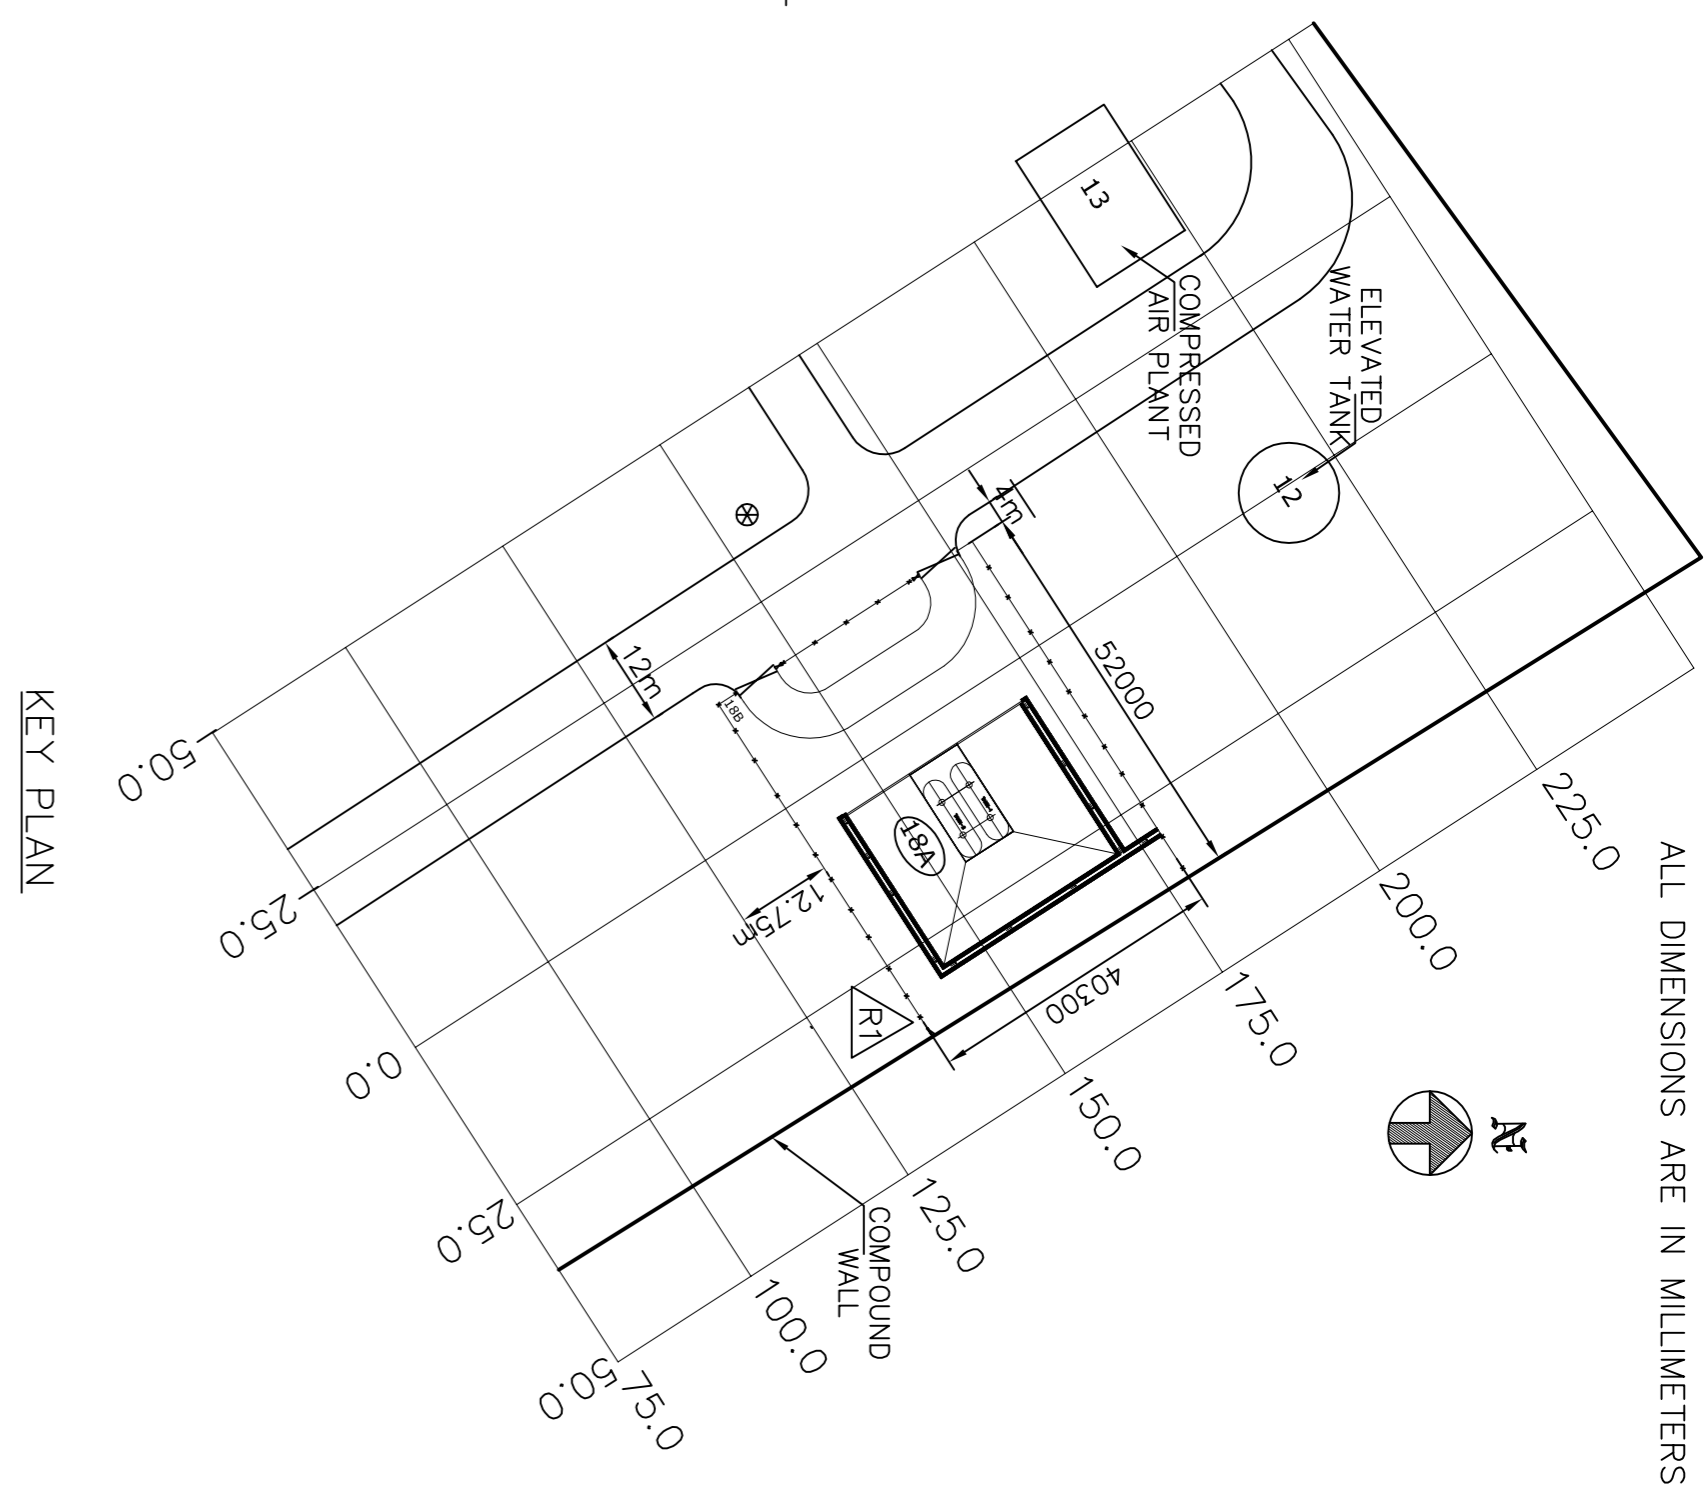 ALL DIMENSIONS ARE IN MILLIMETERS
N
ELEVATED
WATER TANK
12
COMPRESSED
AIR PLANT
13
4m
52000
12m
18B
18A
12.75m
40300
R1
COMPOUND
WALL
225.0
200.0
175.0
150.0
125.0
100.0
75.0
50.0
25.0
0.0
25.0
50.0
KEY PLAN